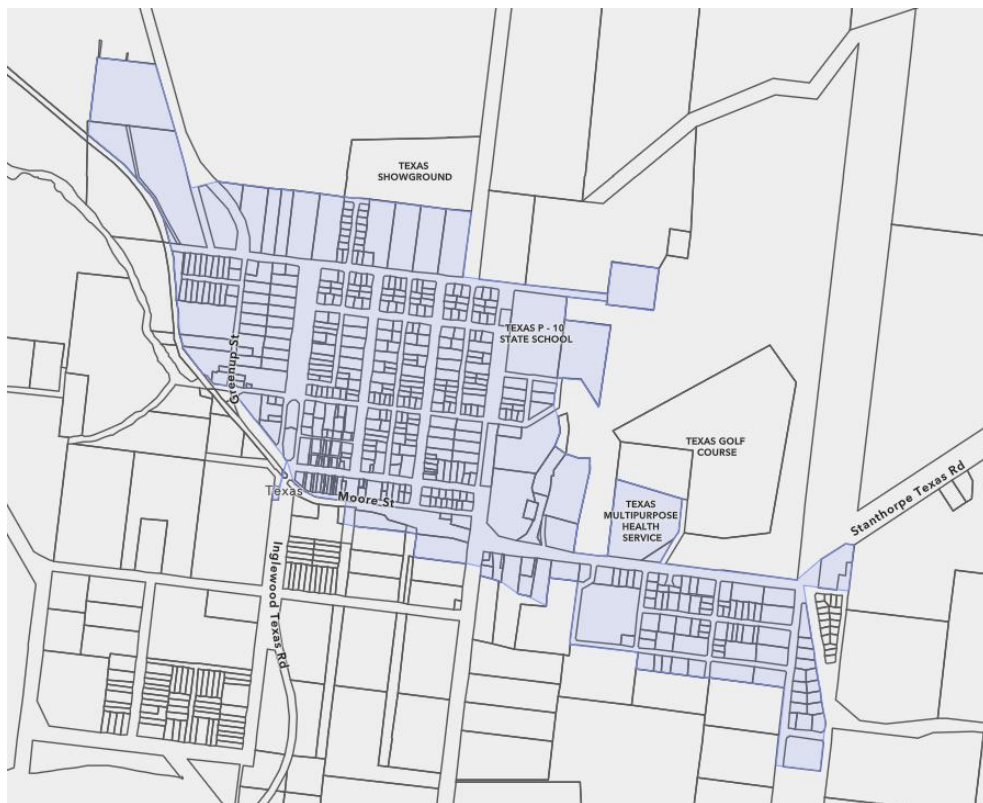 TEXAS
SHOWGROUND
TEXAS P - 10
STATE SCHOOL
Greenup St
TEXAS GOLF
COURSE
Texas
Moore St
TEXAS
MULTIPURPOSE
HEALTH
SERVICE
Stanthorpe Texas Rd
Inglewood Texas Rd